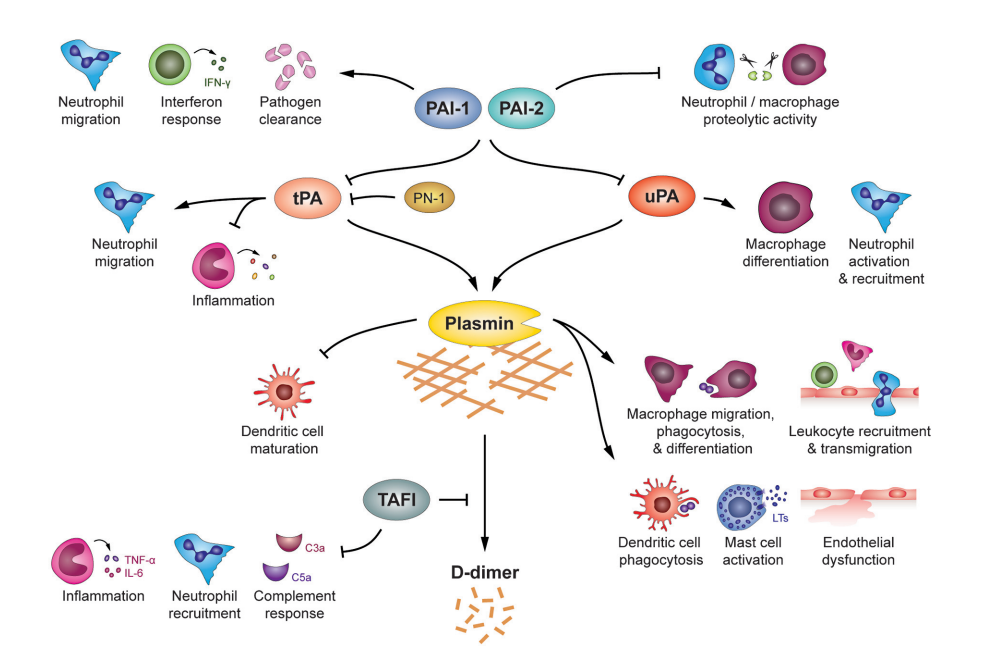 IFN-γ
Neutrophil
migration
Interferon
response
Pathogen
clearance
PAI-1
PAI-2
Neutrophil / macrophage
proteolytic activity
tPA
PN-1
uPA
Neutrophil
migration
Inflammation
Macrophage
differentiation
Neutrophil
activation
& recruitment
Plasmin
Dendritic cell
maturation
Macrophage migration,
phagocytosis,
& differentiation
Leukocyte recruitment
& transmigration
LTs
Dendritic cell
phagocytosis
Mast cell
activation
Endothelial
dysfunction
TAFI
TNF-α
IL-6
C3a
C5a
Inflammation
Neutrophil
recruitment
Complement
response
D-dimer